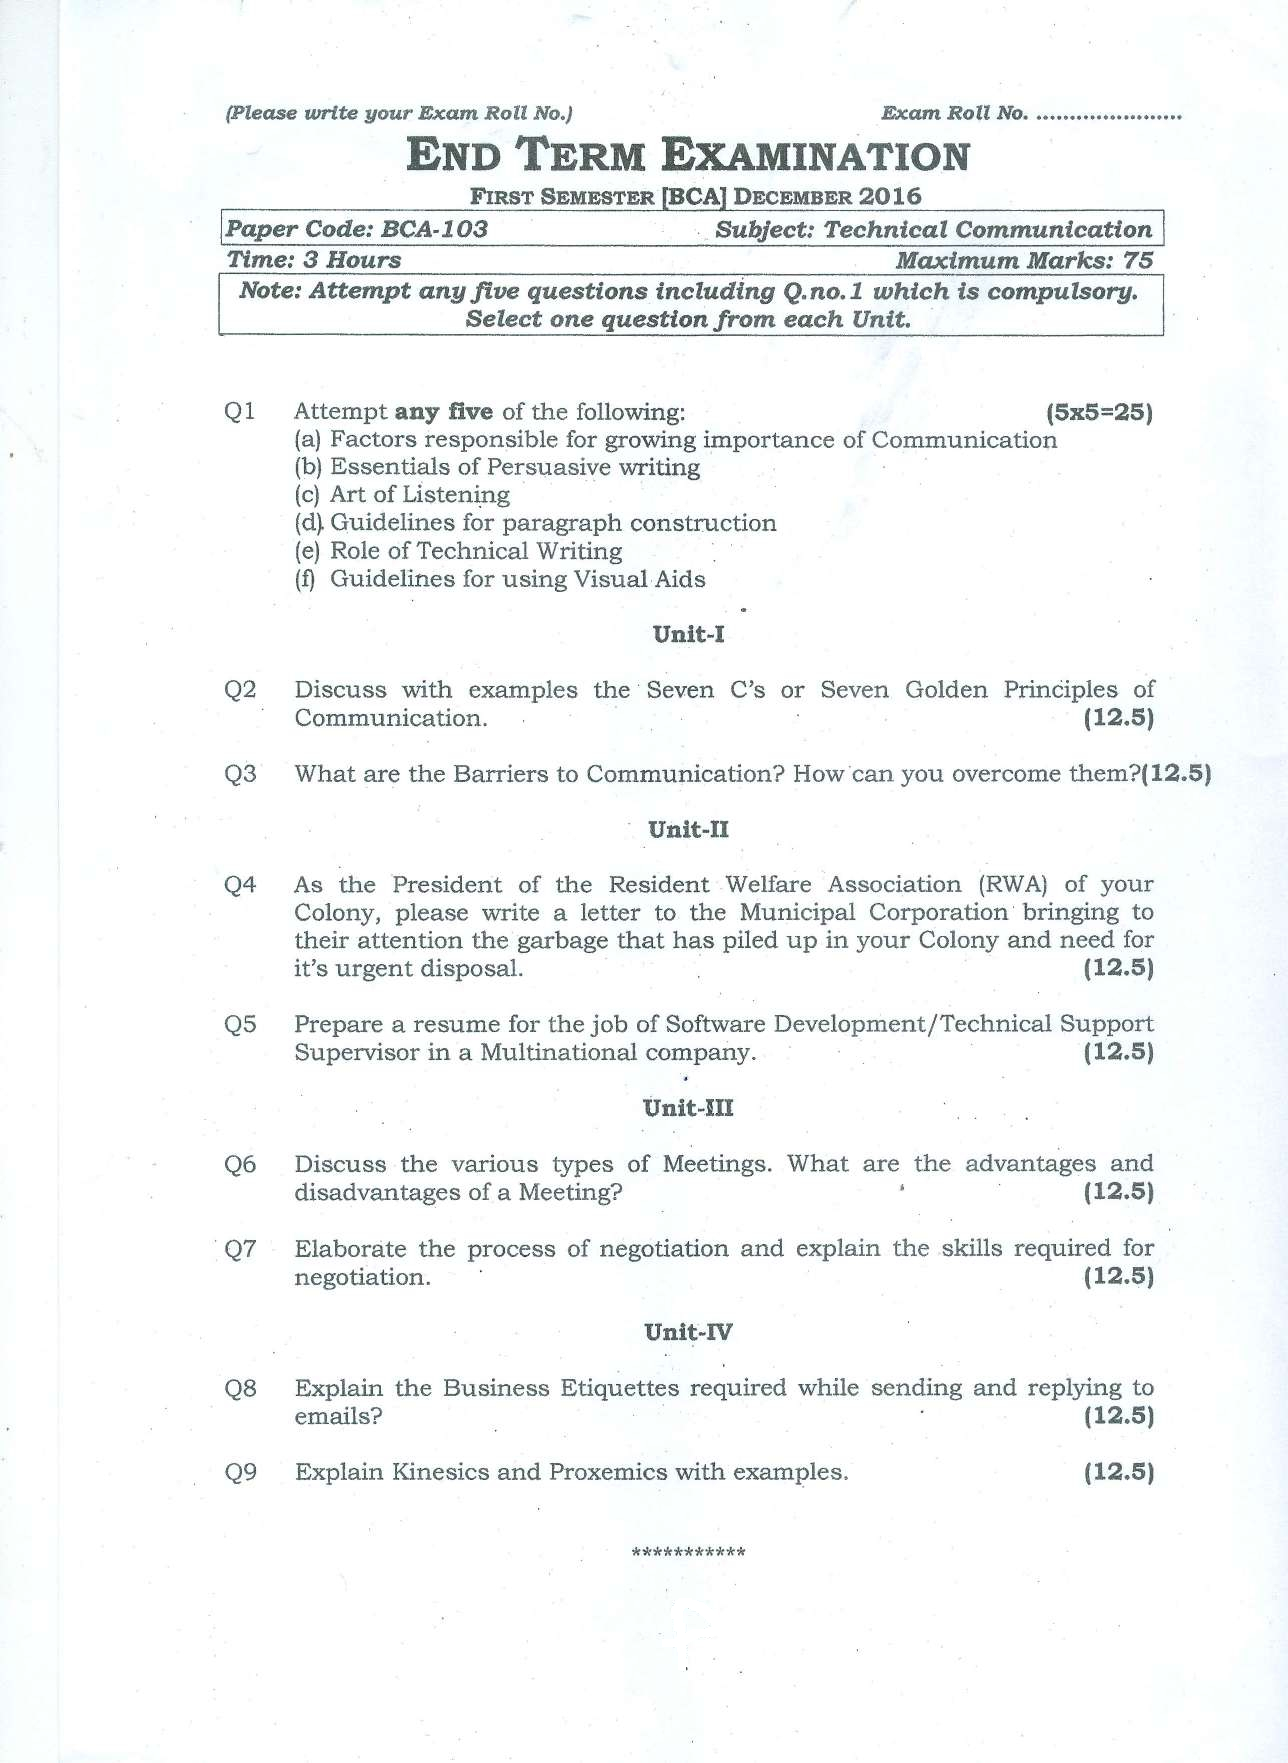 (Please write your Exam Roll No.) Exam Roll No. ......................
END TERM EXAMINATION
FIRST SEMESTER [BCA] DECEMBER 2016
Paper Code: BCA-103 Subject: Technical Communication
Time: 3 Hours Maximum Marks: 75
Note: Attempt any five questions including Q.no.1 which is compulsory.
Select one question from each Unit.
Q1 Attempt any five of the following: (5x5=25)
(a) Factors responsible for growing importance of Communication
(b) Essentials of Persuasive writing
(c) Art of Listening
(d) Guidelines for paragraph construction
(e) Role of Technical Writing
(f) Guidelines for using Visual Aids
Unit-I
Q2 Discuss with examples the Seven C's or Seven Golden Principles of
Communication. (12.5)
Q3 What are the Barriers to Communication? How can you overcome them?(12.5)
Unit-II
Q4 As the President of the Resident Welfare Association (RWA) of your
Colony, please write a letter to the Municipal Corporation bringing to
their attention the garbage that has piled up in your Colony and need for
it's urgent disposal. (12.5)
Q5 Prepare a resume for the job of Software Development/Technical Support
Supervisor in a Multinational company. (12.5)
Unit-III
Q6 Discuss the various types of Meetings. What are the advantages and
disadvantages of a Meeting? (12.5)
Q7 Elaborate the process of negotiation and explain the skills required for
negotiation. (12.5)
Unit-IV
Q8 Explain the Business Etiquettes required while sending and replying to
emails? (12.5)
Q9 Explain Kinesics and Proxemics with examples. (12.5)
***********